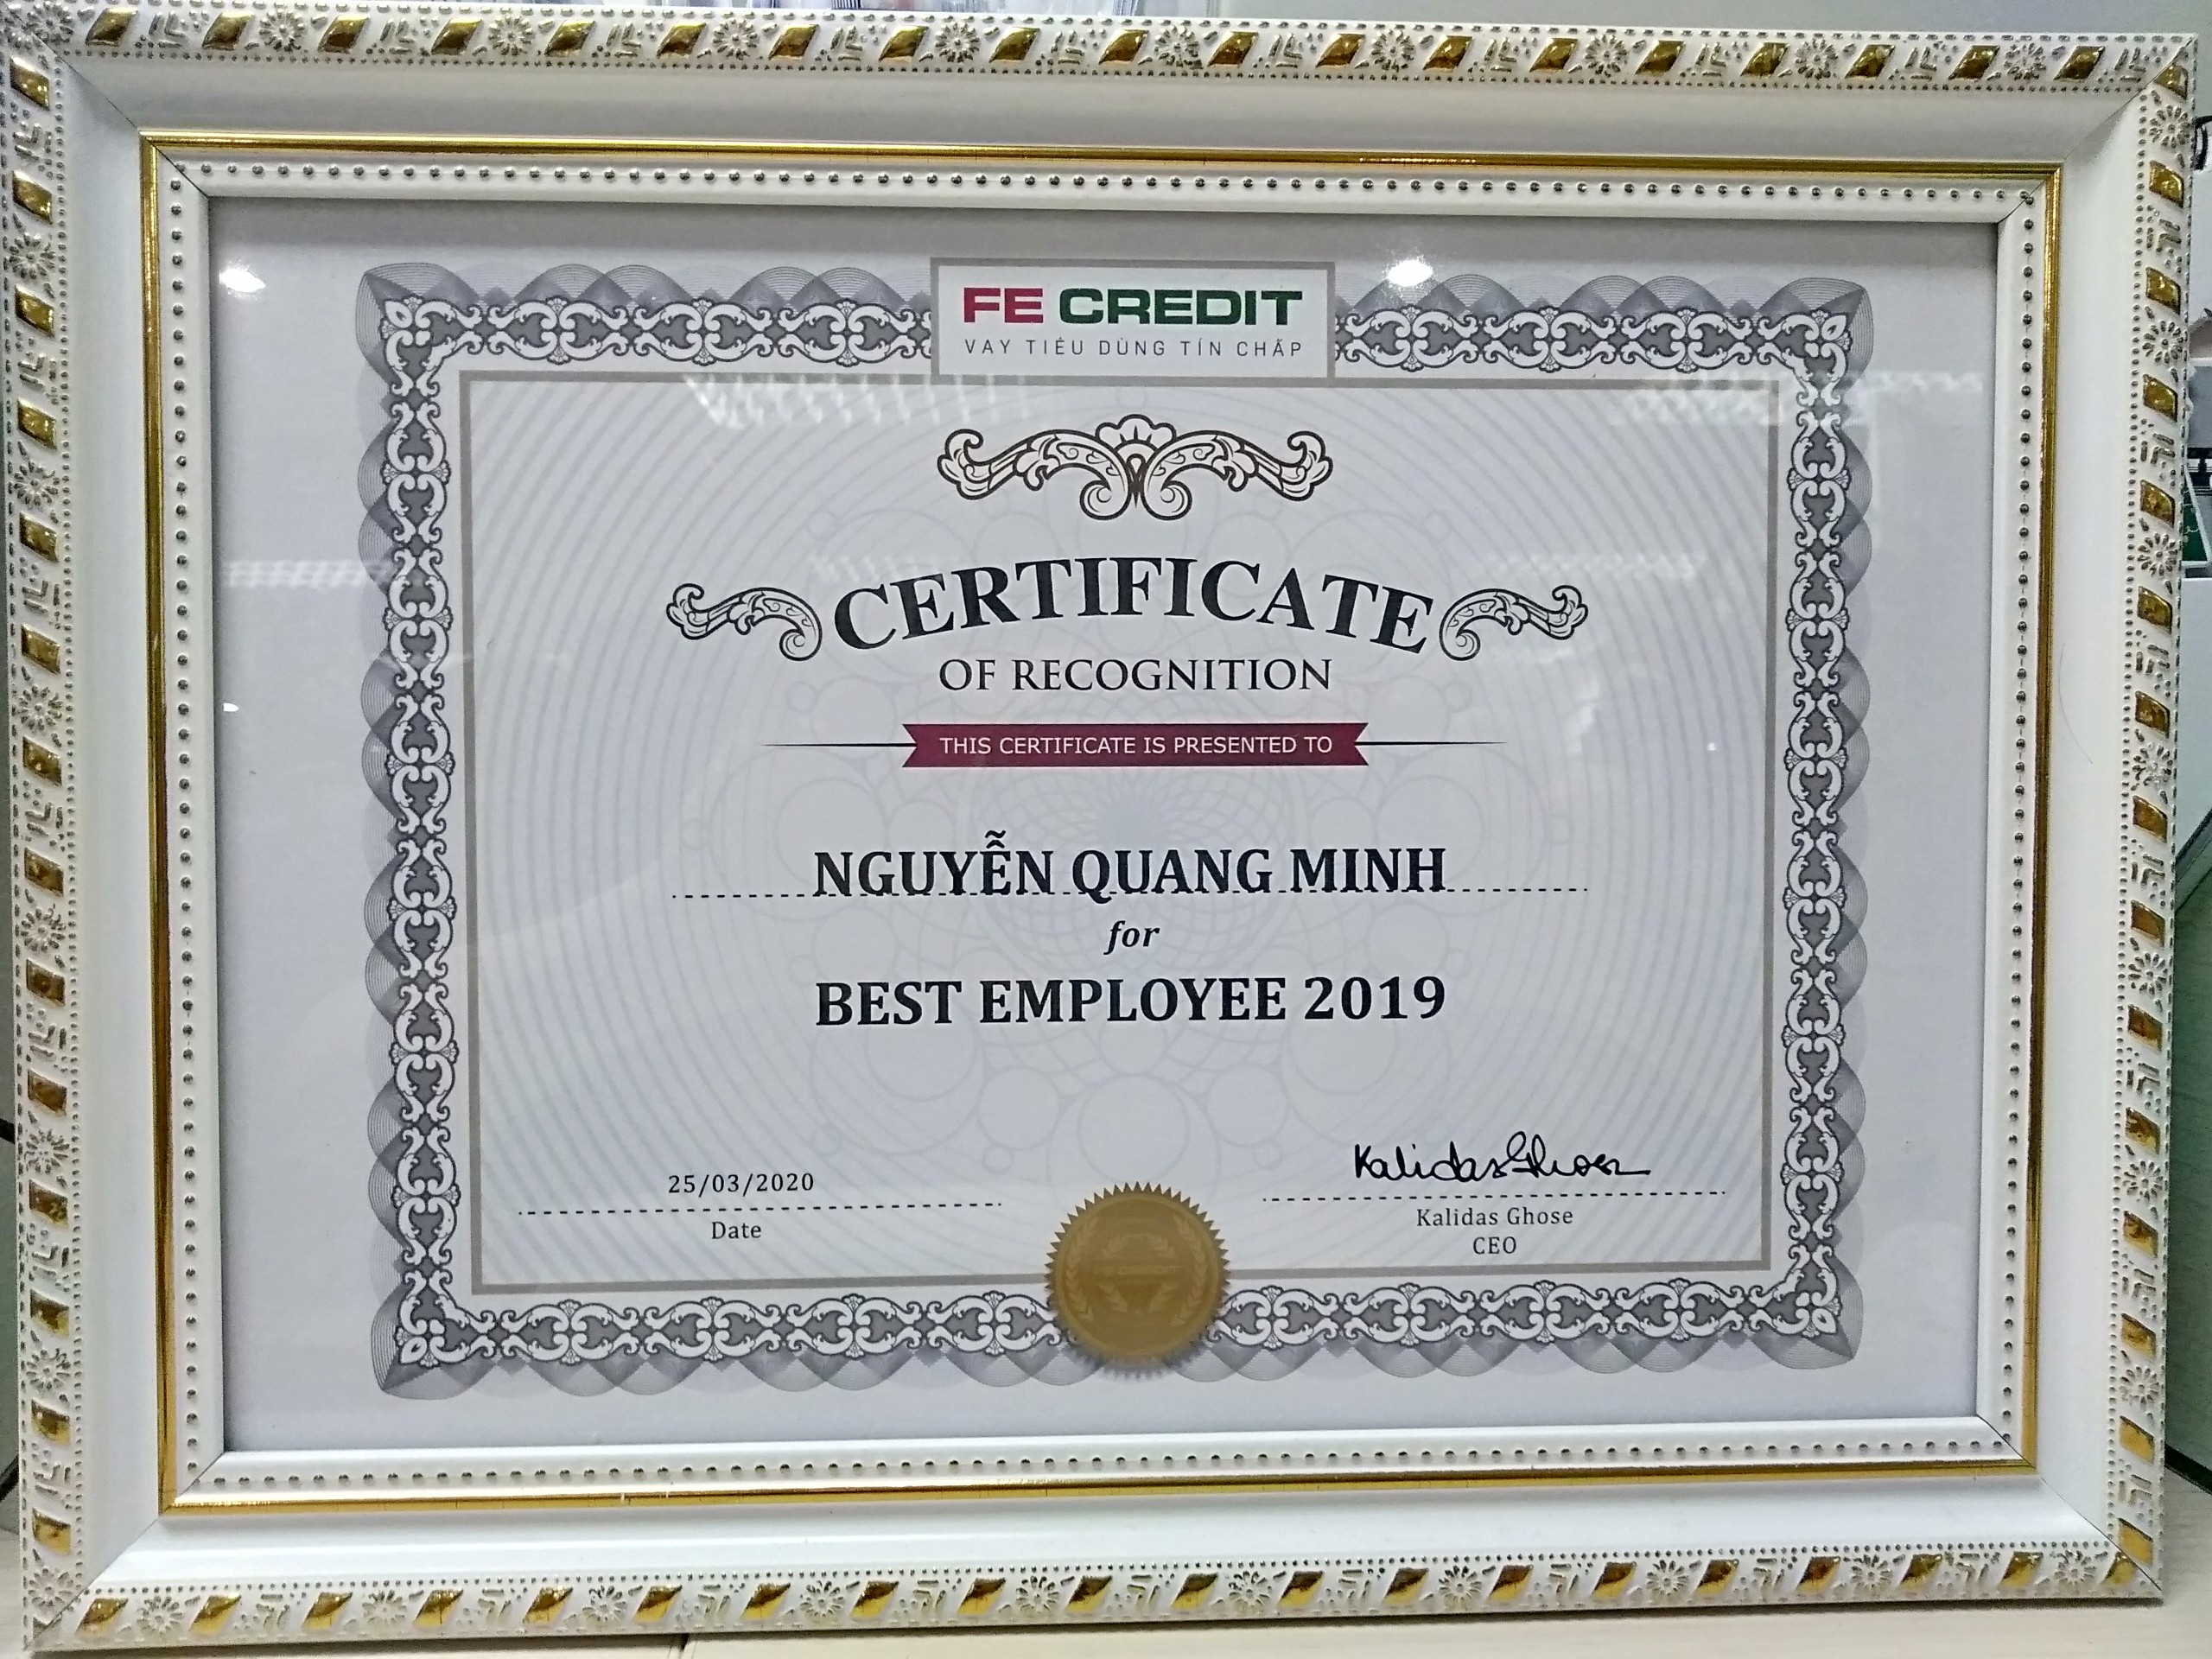 FE CREDIT
VAY TIÊU DÙNG TÍN CHẤP
CERTIFICATE
OF RECOGNITION
THIS CERTIFICATE IS PRESENTED TO
NGUYỄN QUANG MINH
for
BEST EMPLOYEE 2019
25/03/2020
Date
Kalidas Ghose
Kalidas Ghose
CEO